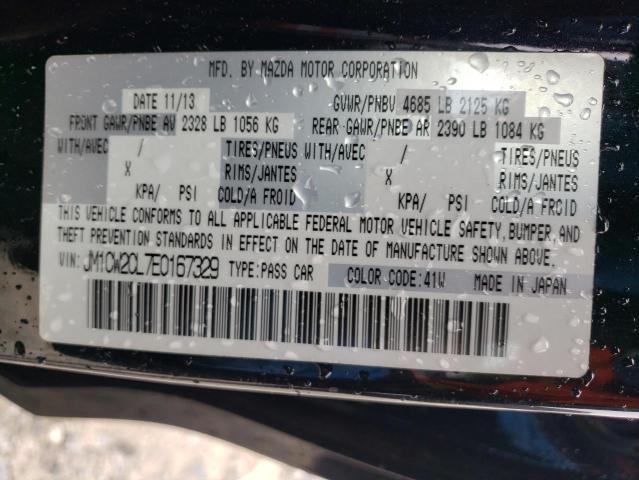 MFD. BY MAZDA MOTOR CORPORATION
DATE 11/13 GVWR/PNBV 4685 LB 2125 KG
FRONT GAWR/PNBE AV 2328 LB 1056 KG REAR GAWR/PNBE AR 2390 LB 1084 KG
WITH/AVEC / TIRES/PNEUS WITH/AVEC / TIRES/PNEUS
X RIMS/JANTES X RIMS/JANTES
KPA/ PSI COLD/A FROID KPA/ PSI COLD/A FROID
THIS VEHICLE CONFORMS TO ALL APPLICABLE FEDERAL MOTOR VEHICLE SAFETY, BUMPER, AND
THEFT PREVENTION STANDARDS IN EFFECT ON THE DATE OF MANUFACTURE SHOWN ABOVE.
VIN: JM1CW2CL7E0167329 TYPE:PASS CAR COLOR CODE:41W MADE IN JAPAN